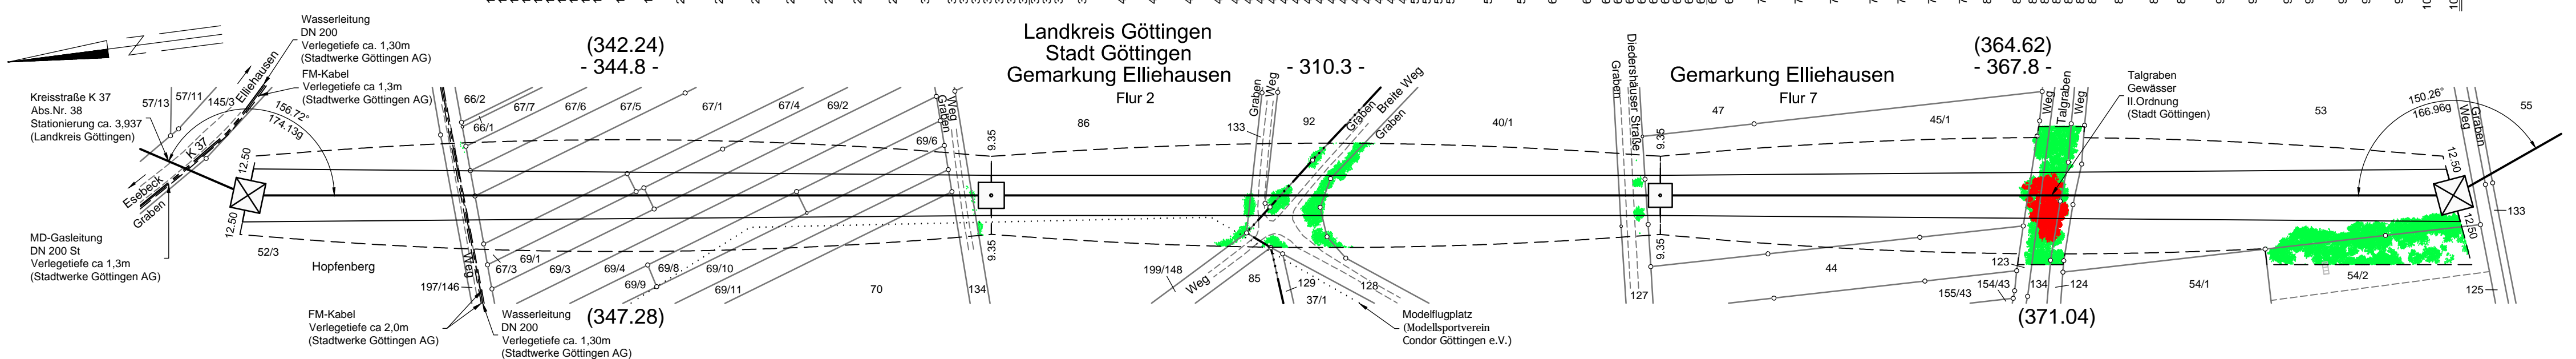 Wasserleitung
DN 200
Verlegetiefe ca. 1,30m
(Stadtwerke Göttingen AG)
FM-Kabel
Verlegetiefe ca 1,3m
(Stadtwerke Göttingen AG)
Kreisstraße K 37
Abs.Nr. 38
Stationierung ca. 3,937
(Landkreis Göttingen)
57/13
57/11
145/3
Elliehausen
156.72°
174.13g
K 37
Esebeck
Graben
12.50
12.50
MD-Gasleitung
DN 200 St
Verlegetiefe ca 1,3m
(Stadtwerke Göttingen AG)
52/3
Hopfenberg
(342.24)
- 344.8 -
66/2
66/1
67/7
67/6
67/5
67/1
67/4
69/2
69/6
Graben
Weg
9.35
9.35
Weg
197/146
67/3
69/1
69/3
69/4
69/8
69/9
69/10
69/11
70
134
FM-Kabel
Verlegetiefe ca 2,0m
(Stadtwerke Göttingen AG)
Wasserleitung
DN 200
Verlegetiefe ca. 1,30m
(Stadtwerke Göttingen AG)
(347.28)
Landkreis Göttingen
Stadt Göttingen
Gemarkung Elliehausen
Flur 2
- 310.3 -
86
133
Graben
Weg
92
Graben
Breite Weg
Graben
40/1
199/148
Weg
85
129
37/1
128
Modelflugplatz
(Modellsportverein
Condor Göttingen e.V.)
Graben
Diedershäuser Straße
9.35
9.35
127
Gemarkung Elliehausen
Flur 7
47
45/1
(364.62)
- 367.8 -
Weg
Talgraben
Weg
Talgraben
Gewässer
II.Ordnung
(Stadt Göttingen)
53
44
123
155/43
154/43
134
124
54/1
(371.04)
54/2
150.26°
166.96g
Weg
Graben
55
12.50
12.50
133
125